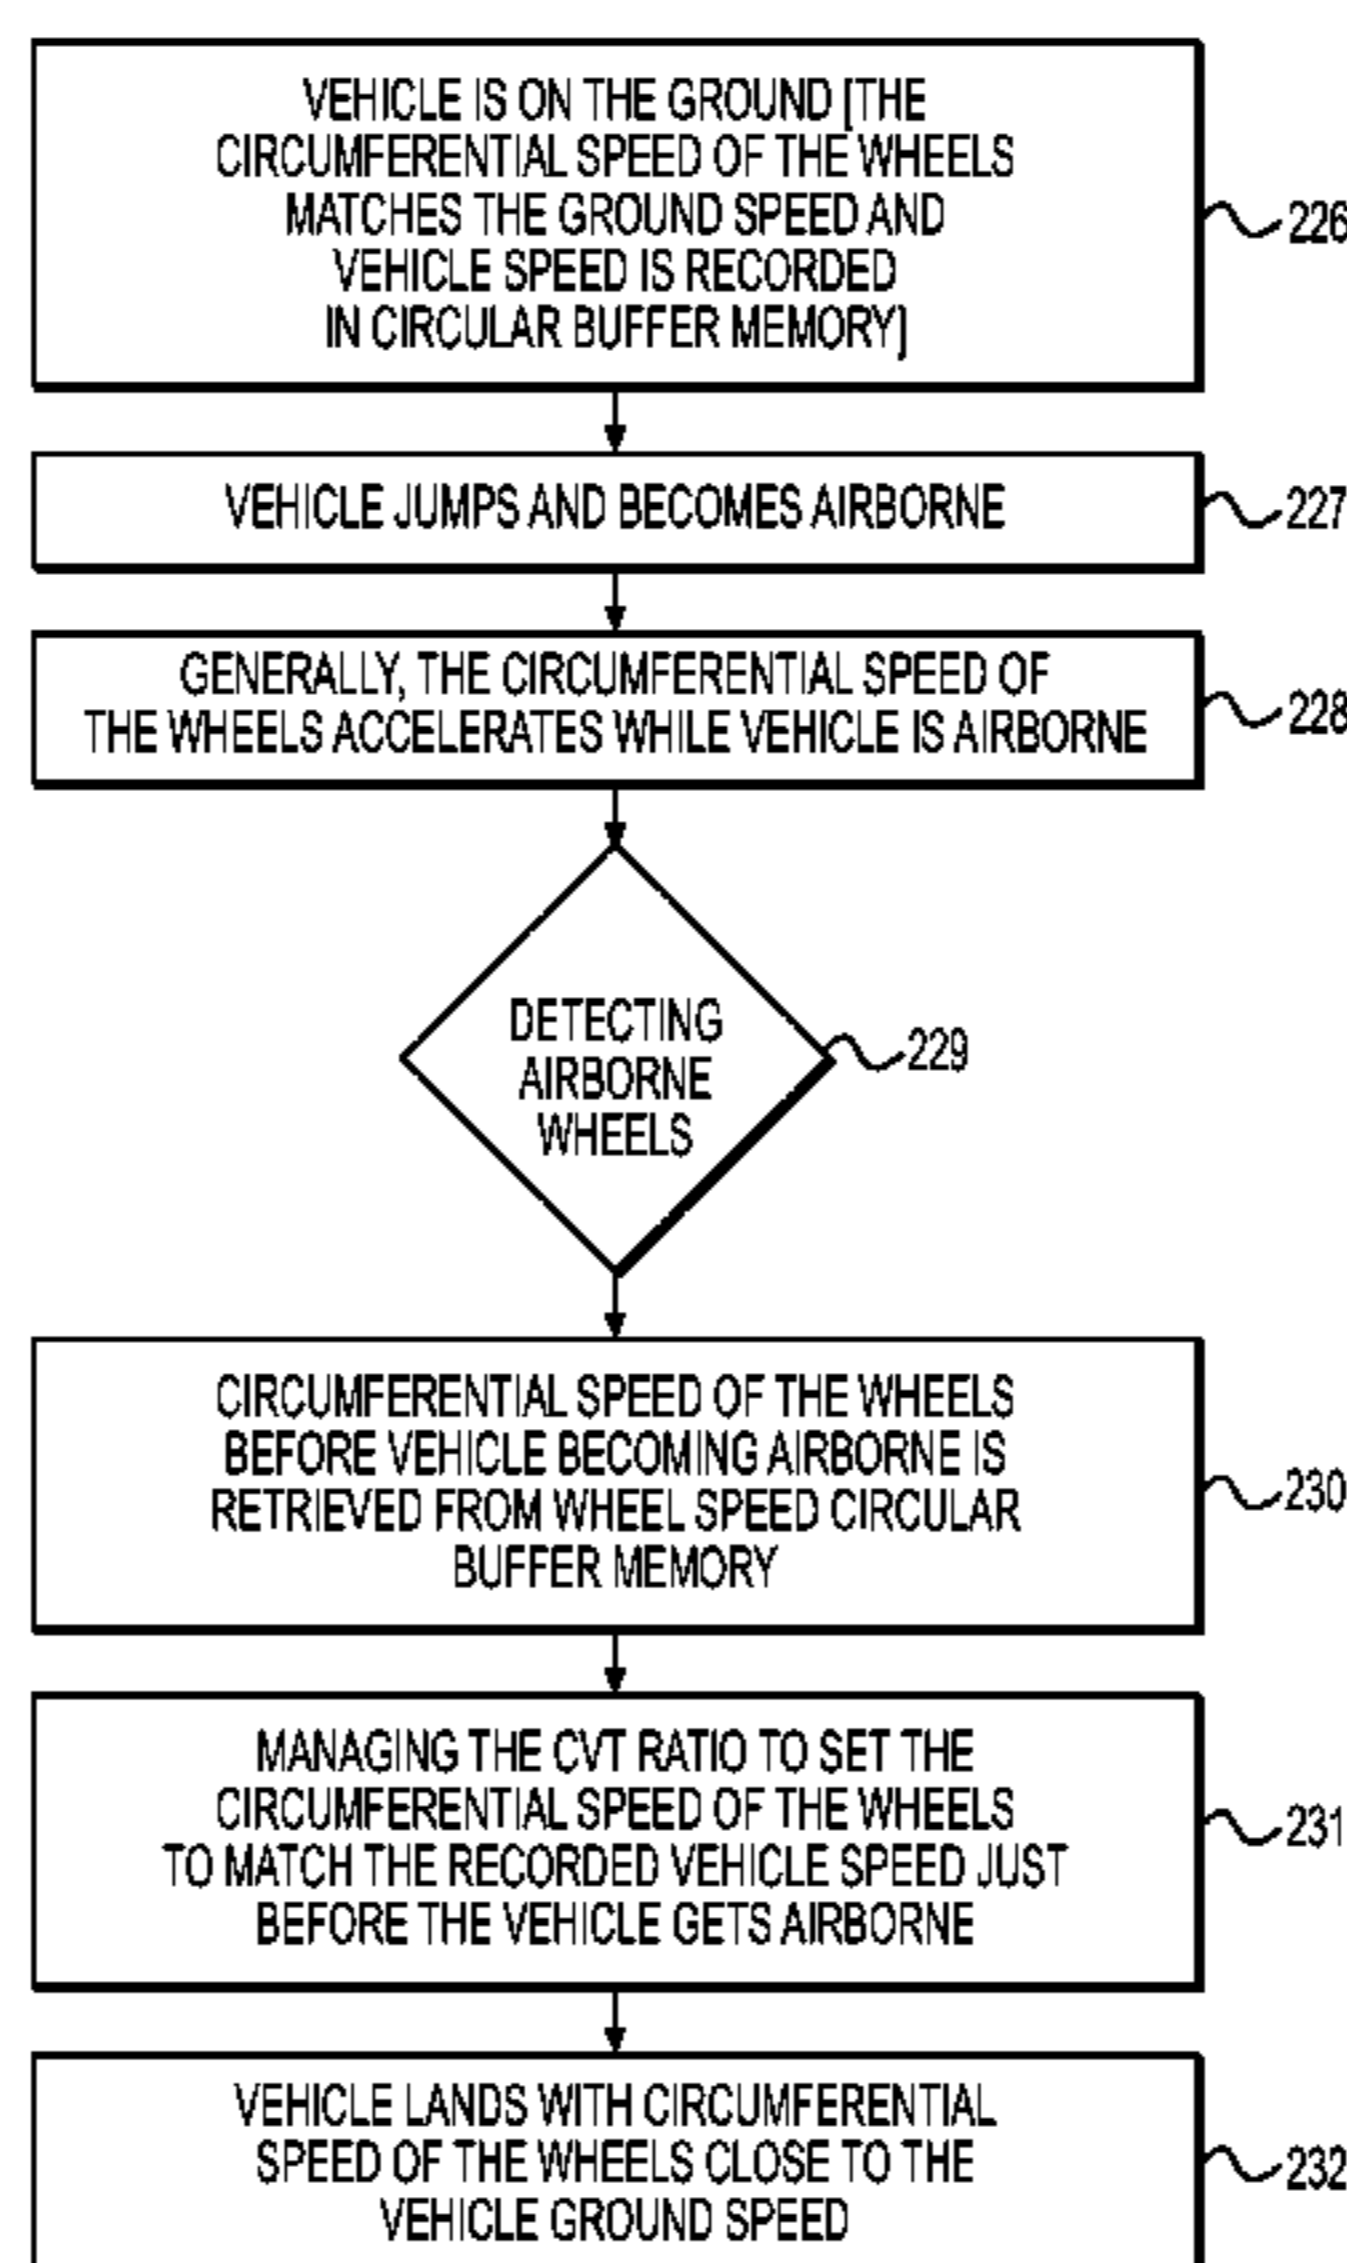 VEHICLE IS ON THE GROUND [THE
CIRCUMFERENTIAL SPEED OF THE WHEELS
MATCHES THE GROUND SPEED AND
VEHICLE SPEED IS RECORDED
IN CIRCULAR BUFFER MEMORY]
226
VEHICLE JUMPS AND BECOMES AIRBORNE
227
GENERALLY, THE CIRCUMFERENTIAL SPEED OF
THE WHEELS ACCELERATES WHILE VEHICLE IS AIRBORNE
228
DETECTING
AIRBORNE
WHEELS
229
CIRCUMFERENTIAL SPEED OF THE WHEELS
BEFORE VEHICLE BECOMING AIRBORNE IS
RETRIEVED FROM WHEEL SPEED CIRCULAR
BUFFER MEMORY
230
MANAGING THE CVT RATIO TO SET THE
CIRCUMFERENTIAL SPEED OF THE WHEELS
TO MATCH THE RECORDED VEHICLE SPEED JUST
BEFORE THE VEHICLE GETS AIRBORNE
231
VEHICLE LANDS WITH CIRCUMFERENTIAL
SPEED OF THE WHEELS CLOSE TO THE
VEHICLE GROUND SPEED
232